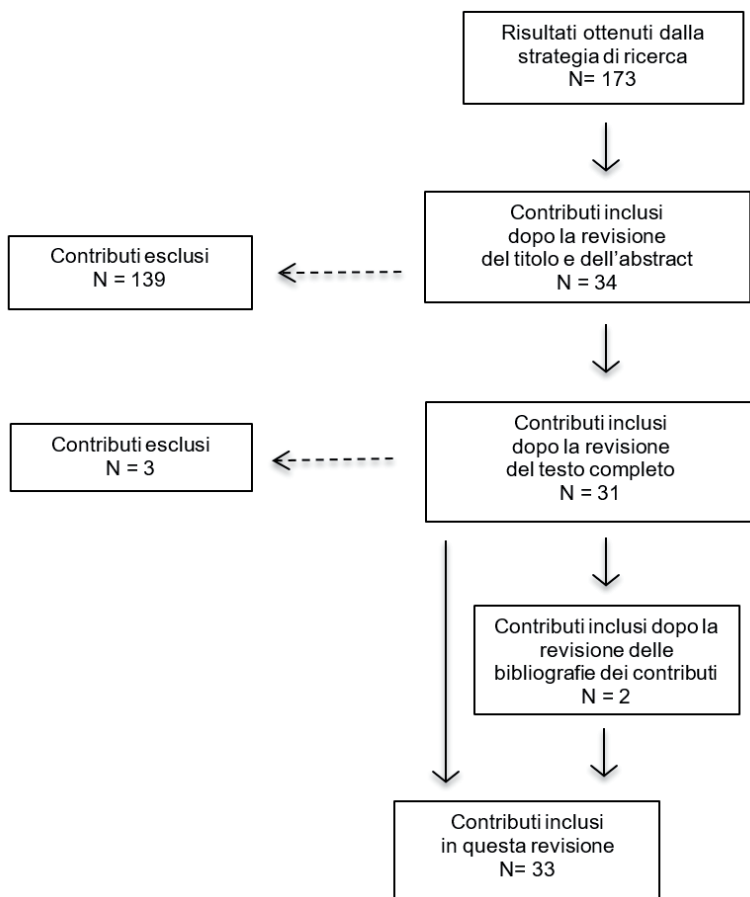 Risultati ottenuti dalla
strategia di ricerca
N= 173
Contributi inclusi
dopo la revisione
del titolo e dell'abstract
N = 34
Contributi esclusi
N = 139
Contributi inclusi
dopo la revisione
del testo completo
N = 31
Contributi esclusi
N = 3
Contributi inclusi dopo la
revisione delle
bibliografie dei contributi
N = 2
Contributi inclusi
in questa revisione
N= 33